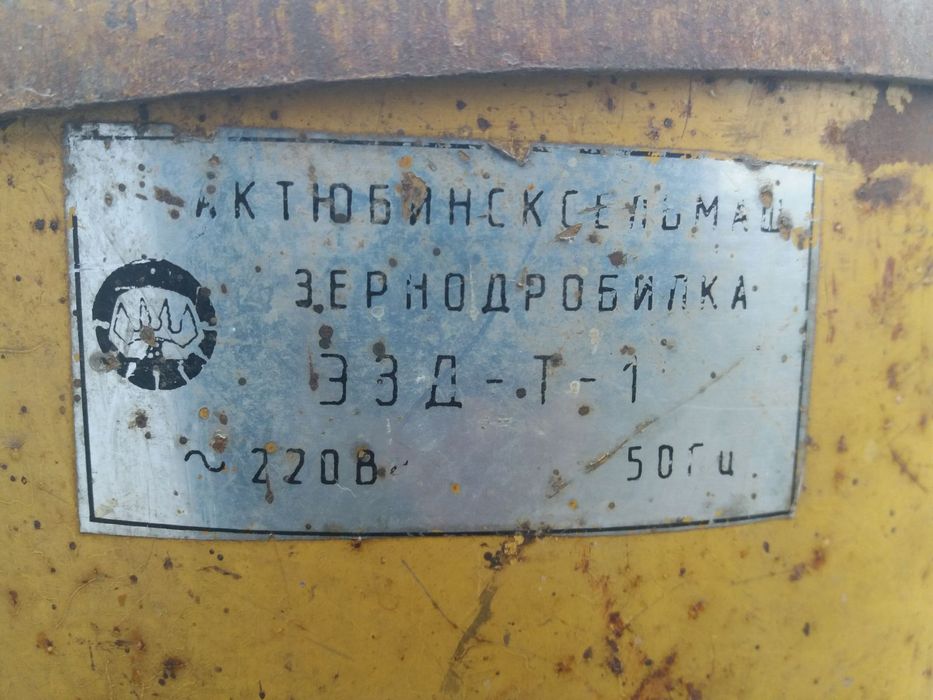 АКТЮБИНСКСЕЛЬМАШ
ЗЕРНОДРОБИЛКА
ЭЗД-Т-1
~220В 50Гц